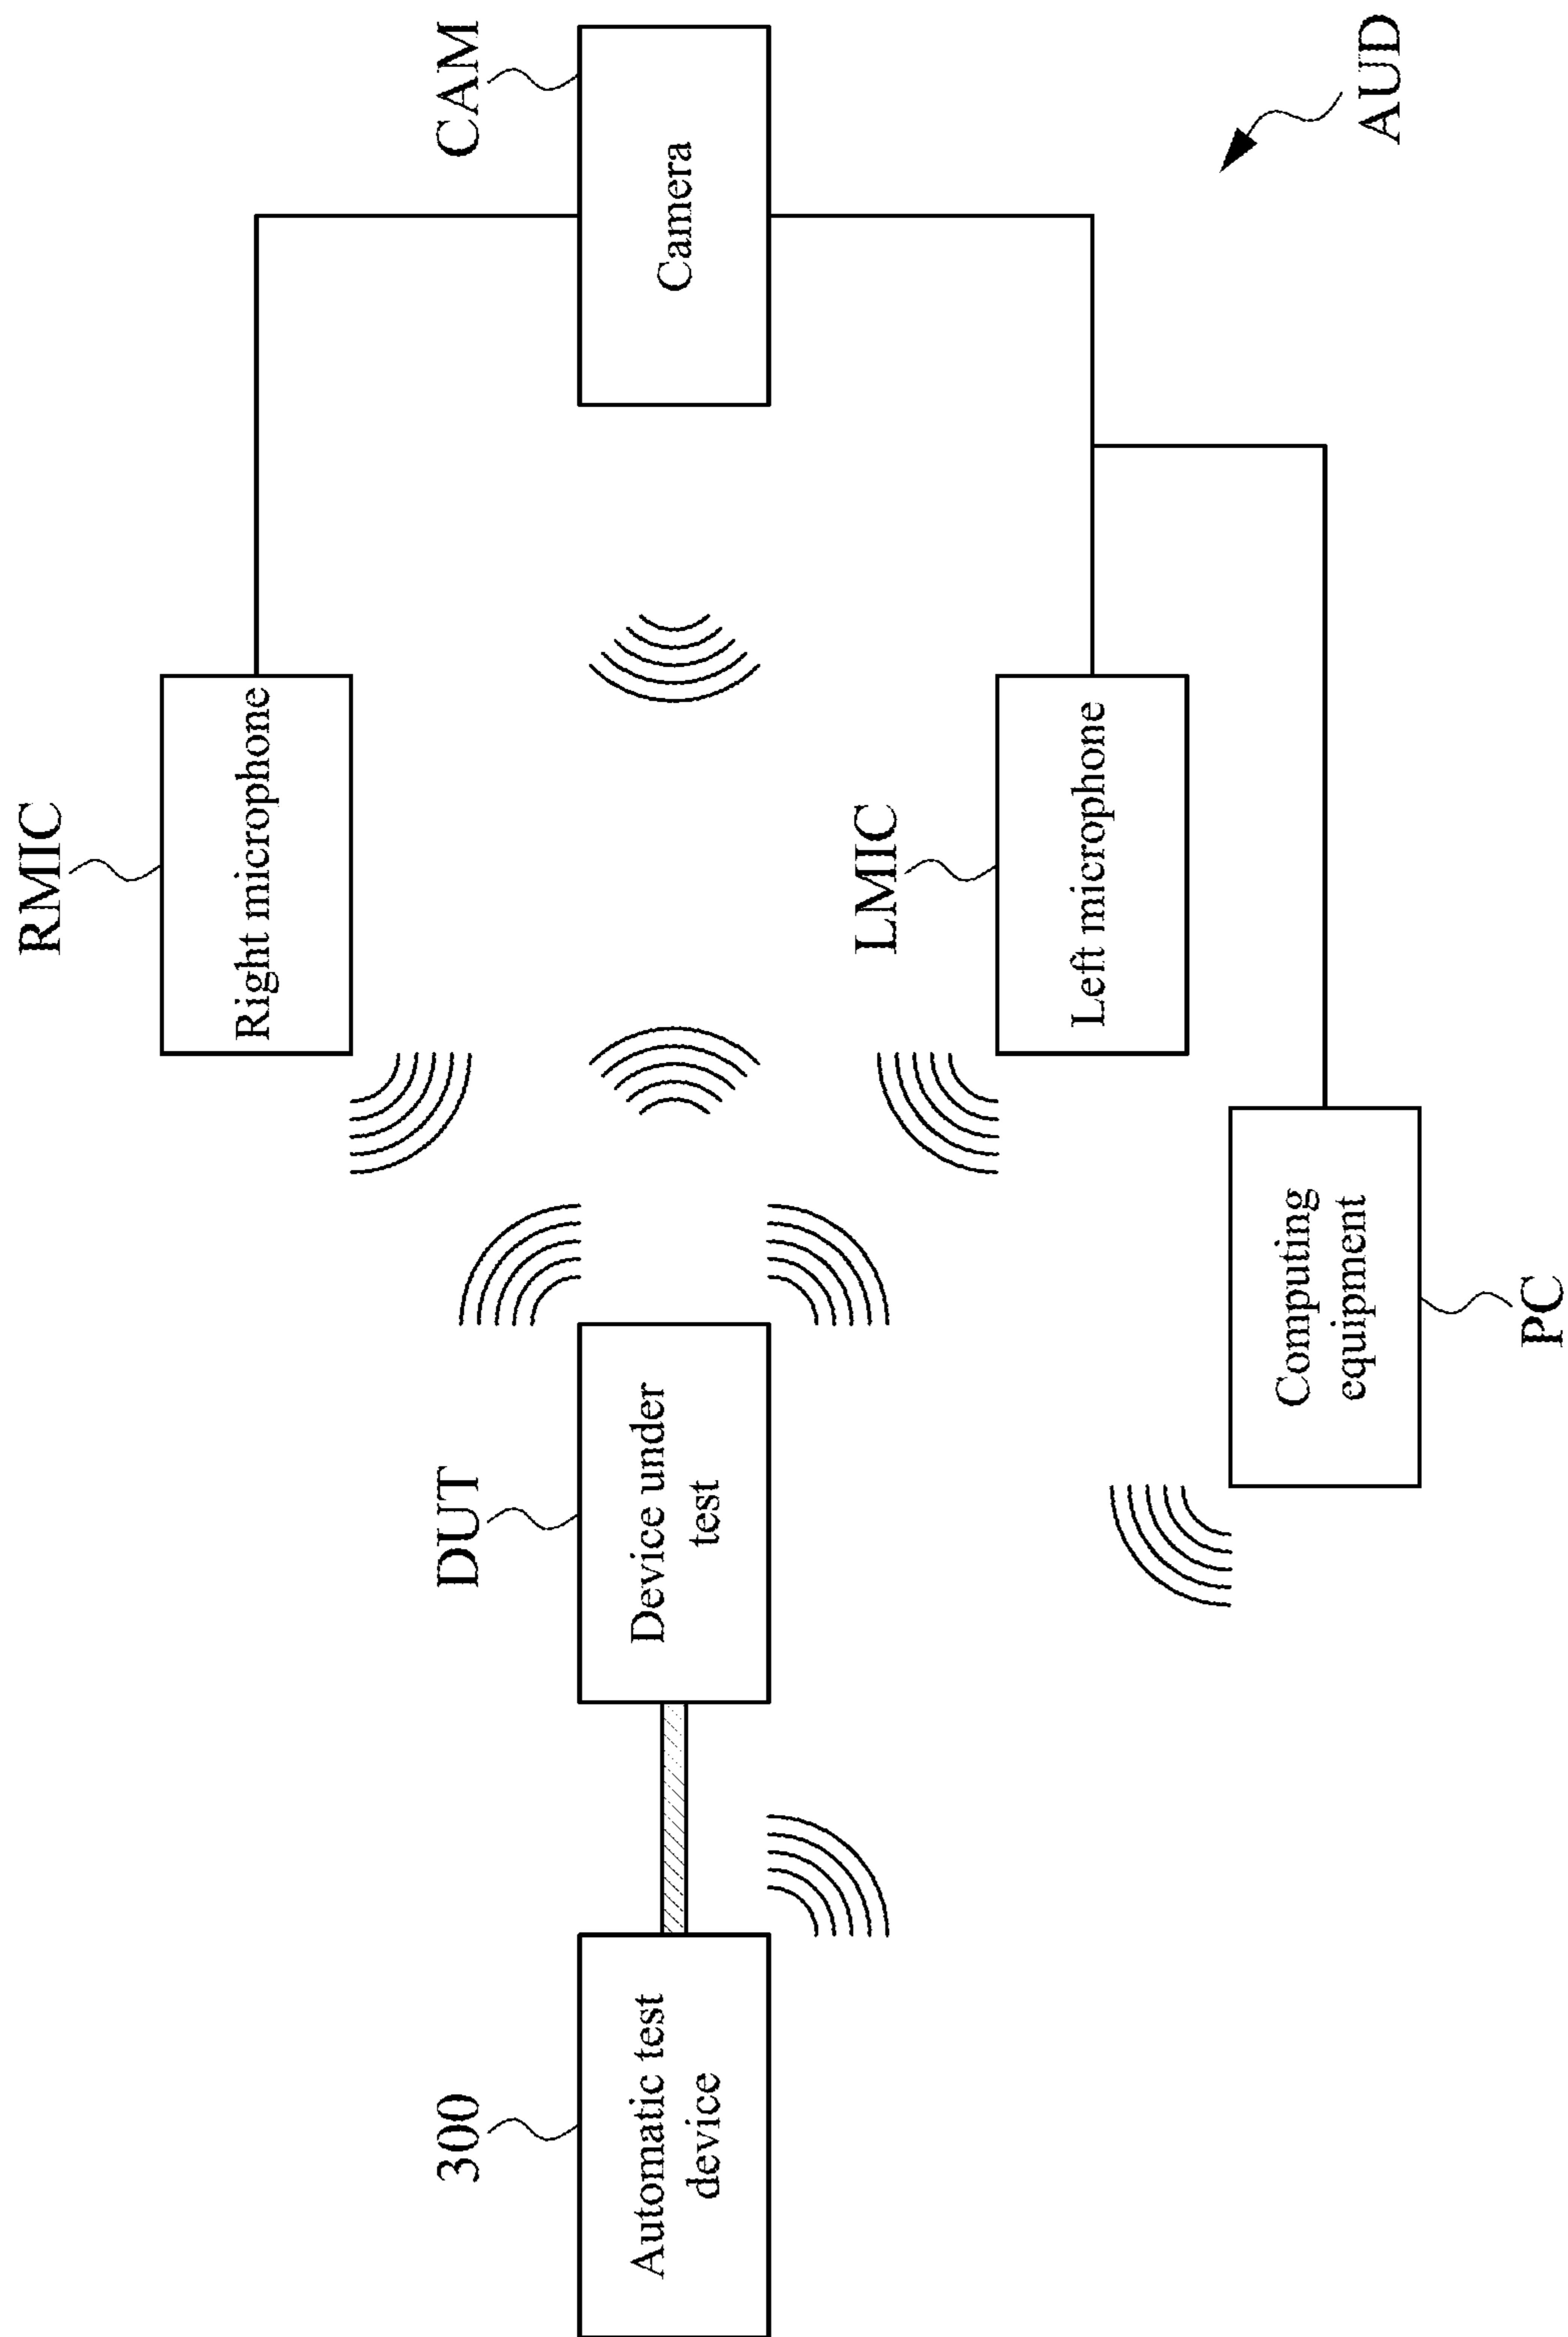 RMIC
Right microphone
300
Automatic test
device
DUT
Device under
test
CAM
Camera
LMIC
Left microphone
Computing
equipment
PC
AUD